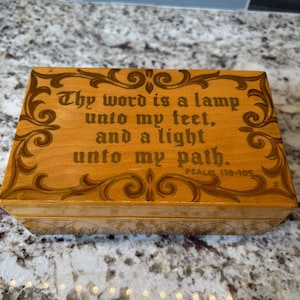 Thy word is a lamp
unto my feet,
and a light
unto my path.
PSALM 119-105